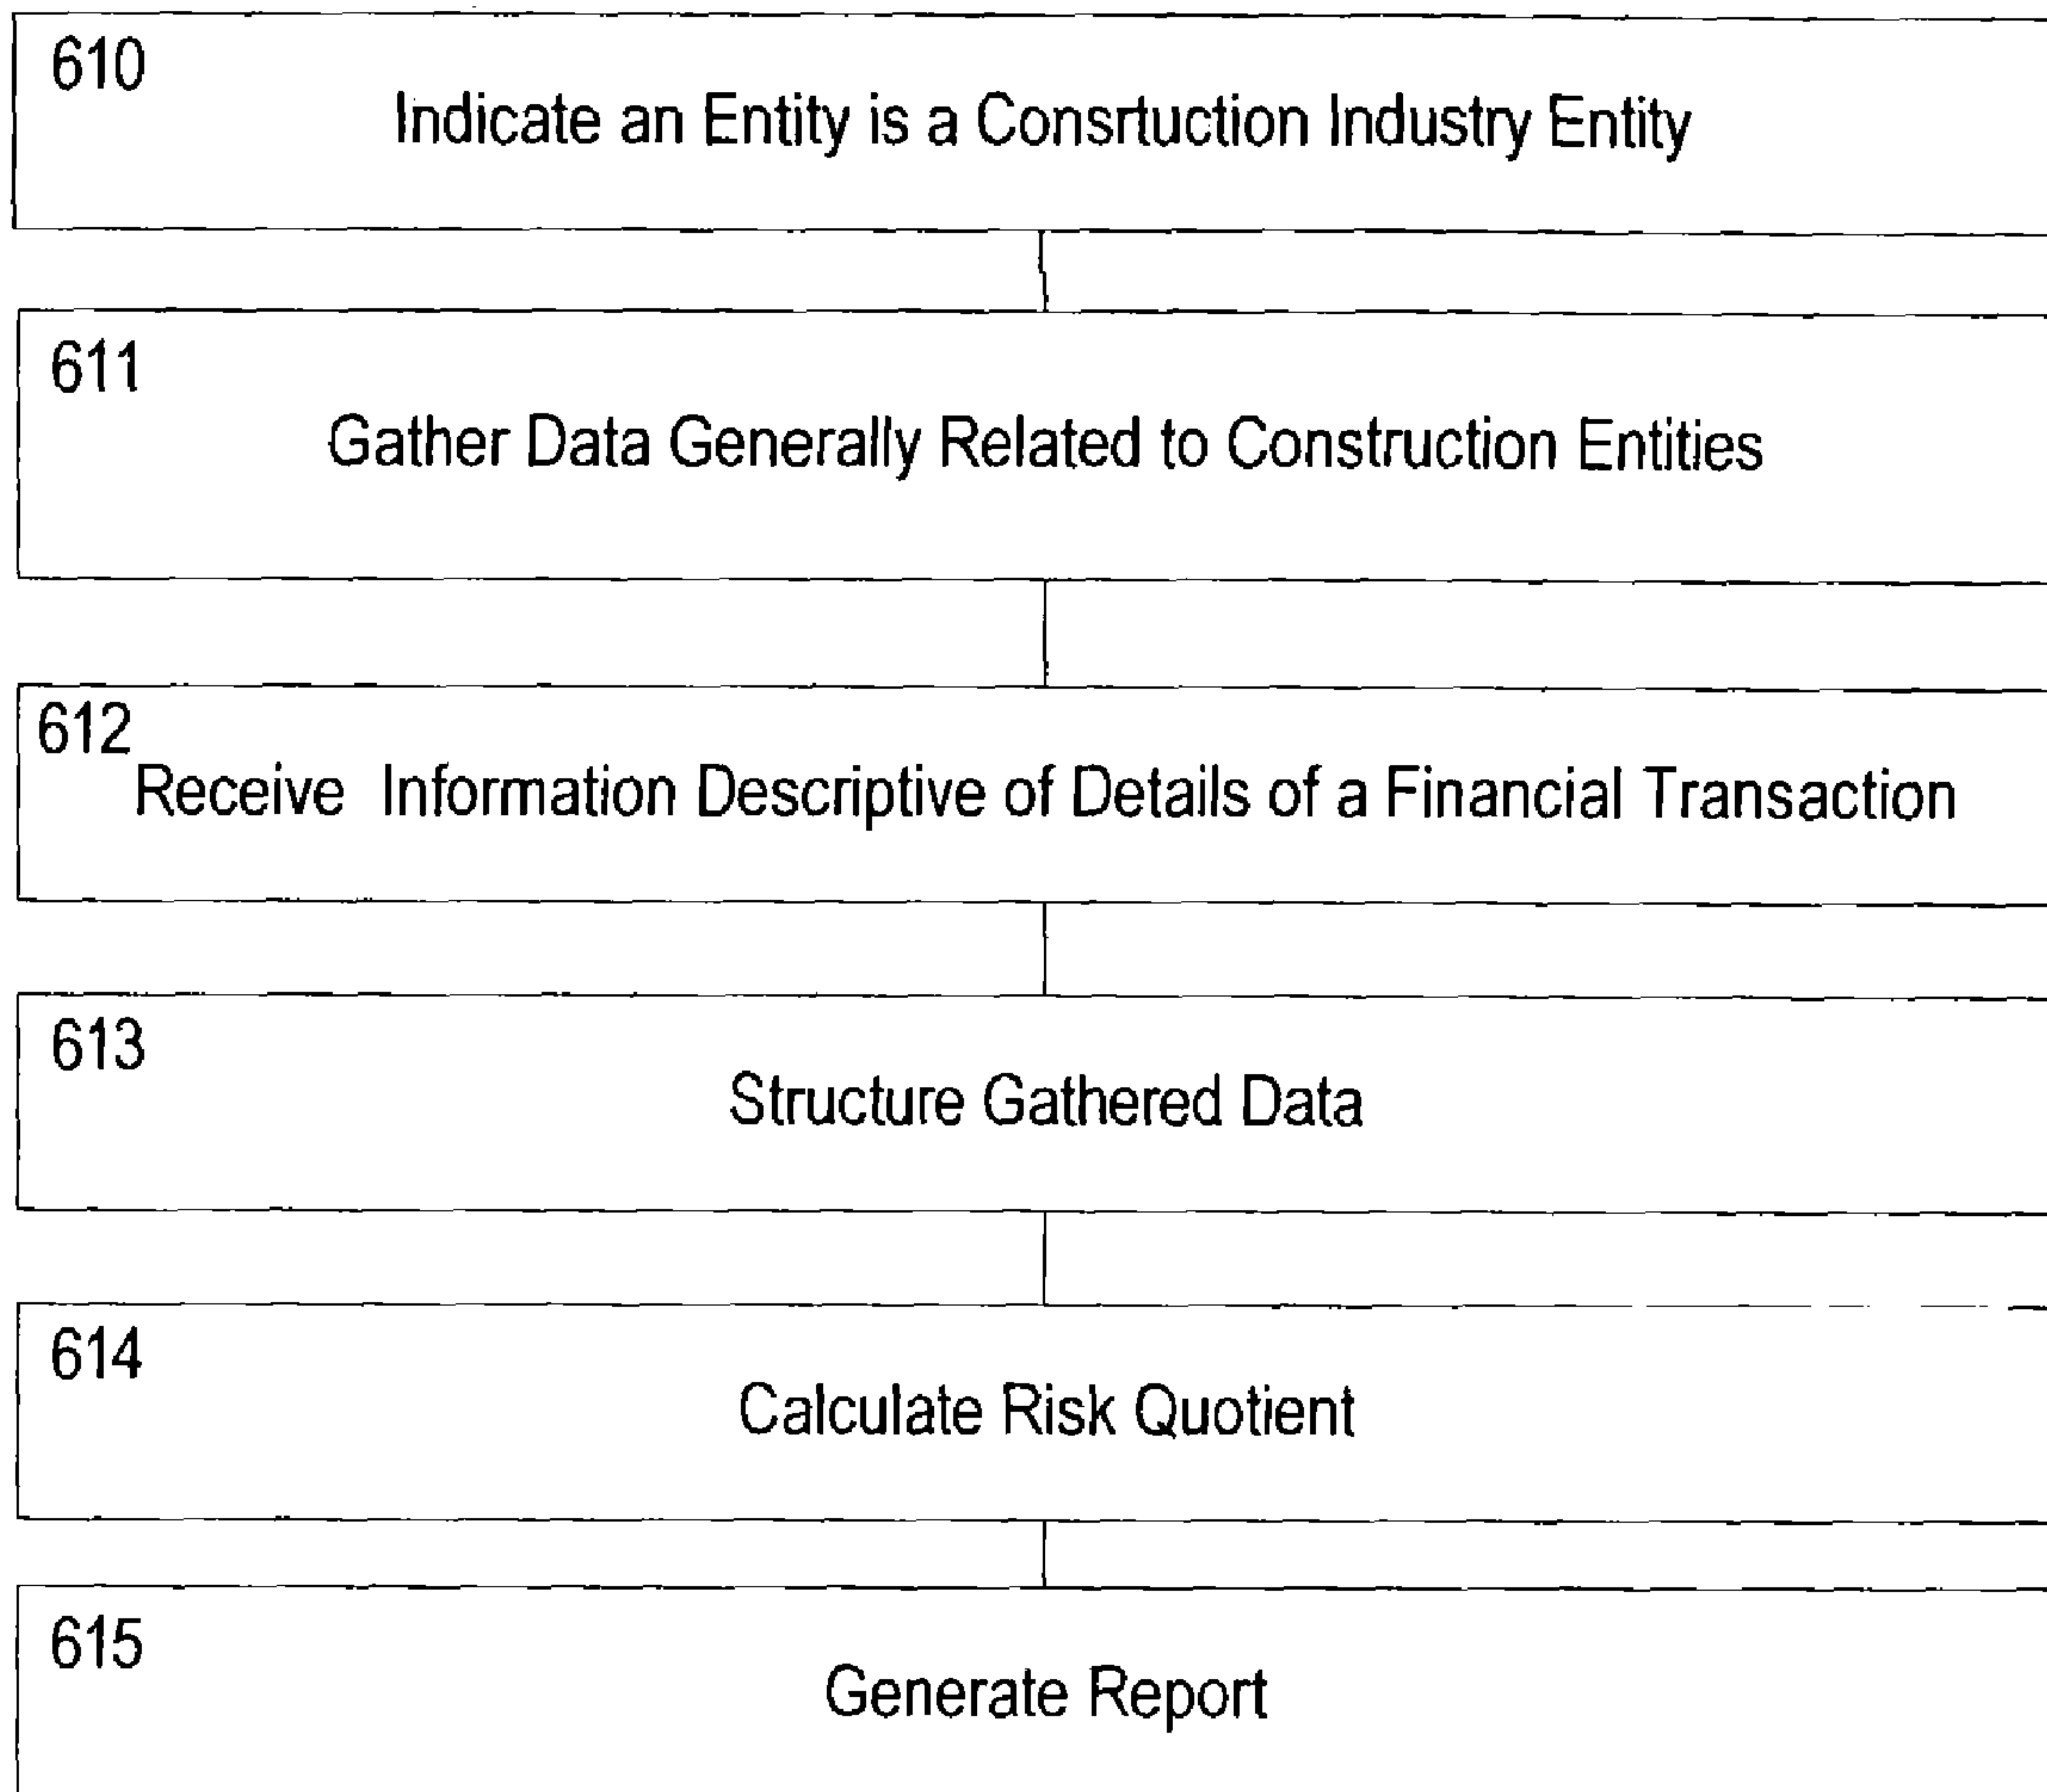 610
Indicate an Entity is a Consrtuction Industry Entity
611
Gather Data Generally Related to Construction Entities
612
Receive Information Descriptive of Details of a Financial Transaction
613
Structure Gathered Data
614
Calculate Risk Quotient
615
Generate Report